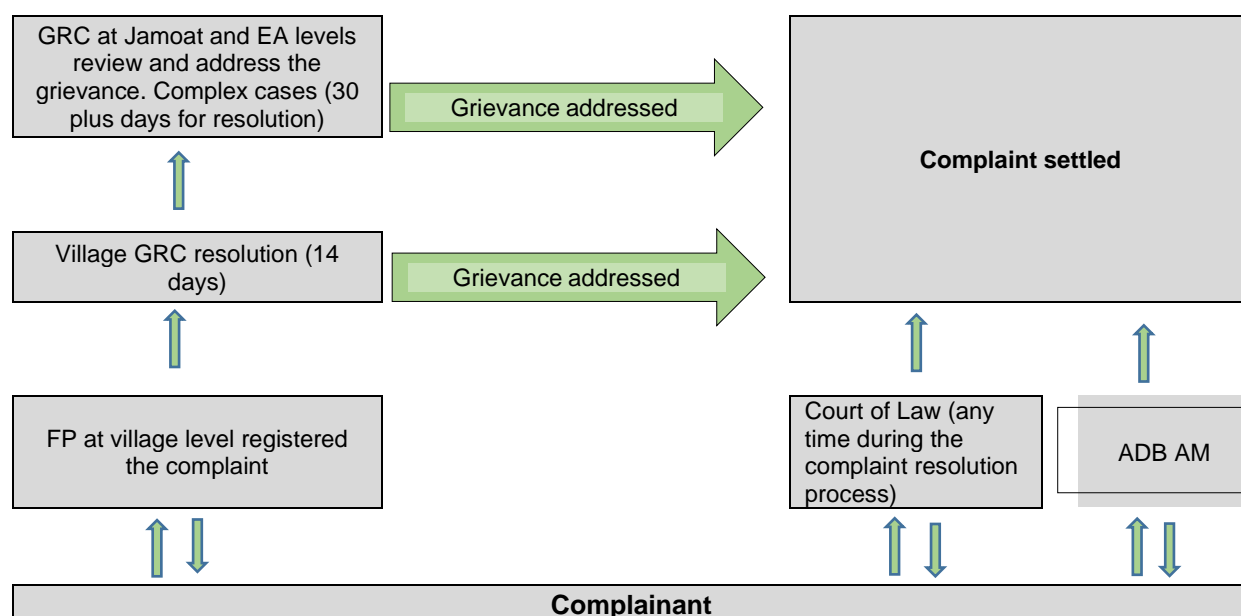 GRC at Jamoat and EA levels
review and address the
grievance. Complex cases (30
plus days for resolution)
Grievance addressed
Complaint settled
Village GRC resolution (14
days)
Grievance addressed
FP at village level registered
the complaint
Court of Law (any
time during the
complaint resolution
process)
ADB AM
Complainant